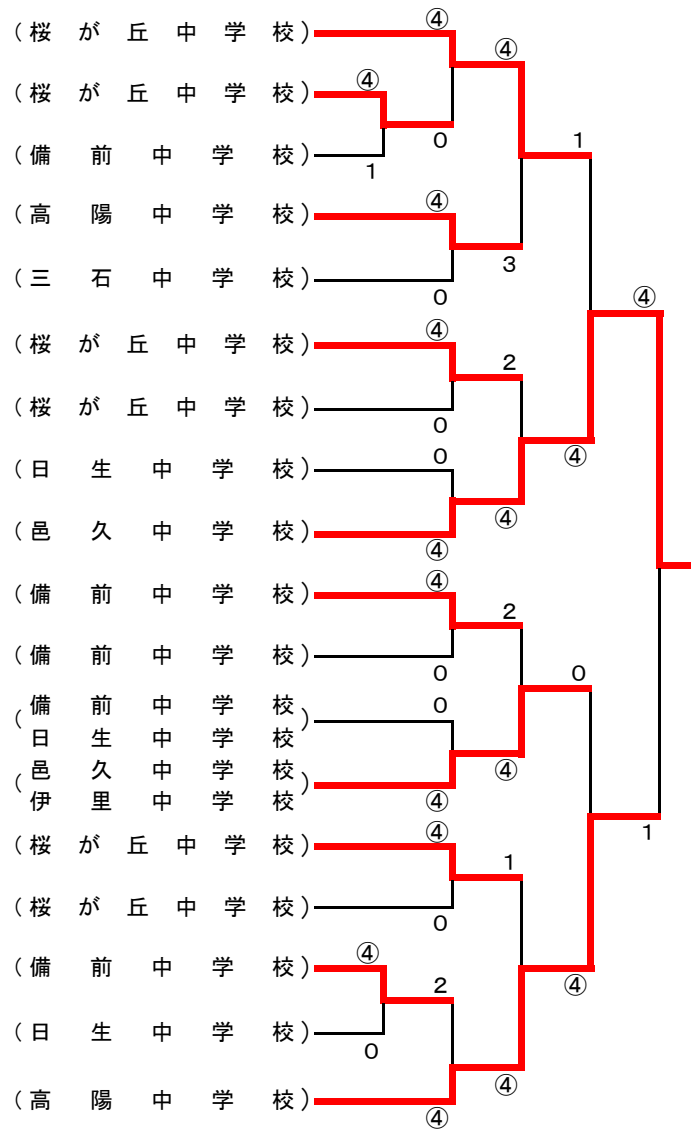 （桜が丘中学校） ④ ④
（桜が丘中学校） ④
0 1
（備前中学校） 1
（高陽中学校） ④
3
（三石中学校） 0
④
（桜が丘中学校） ④ 2
（桜が丘中学校） 0
（日生中学校） 0 ④
④
（邑久中学校） ④
（備前中学校） ④ 2
（備前中学校） 0 0
（備前中学校 0
日生中学校）
④
（邑久中学校
伊里中学校） ④
（桜が丘中学校） ④ 1
1
（桜が丘中学校） 0
（備前中学校） ④ 2 ④
（日生中学校） 0
④
（高陽中学校） ④